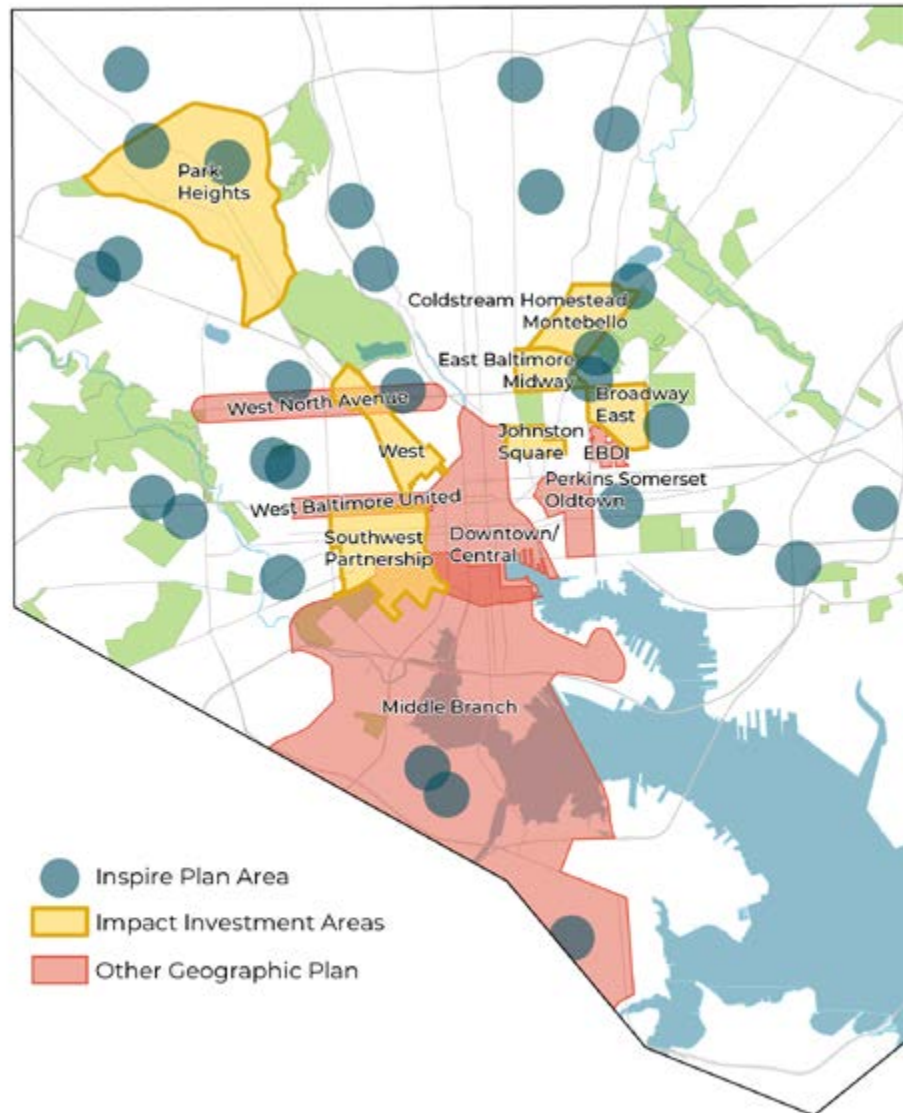 Park
Heights
Coldstream Homestead
Montebello
East Baltimore
Midway
Broadway
East
West North Avenue
West
Johnston
Square
EBDI
Perkins Somerset
Oldtown
West Baltimore United
Southwest
Partnership
Downtown/
Central
Middle Branch
Inspire Plan Area
Impact Investment Areas
Other Geographic Plan